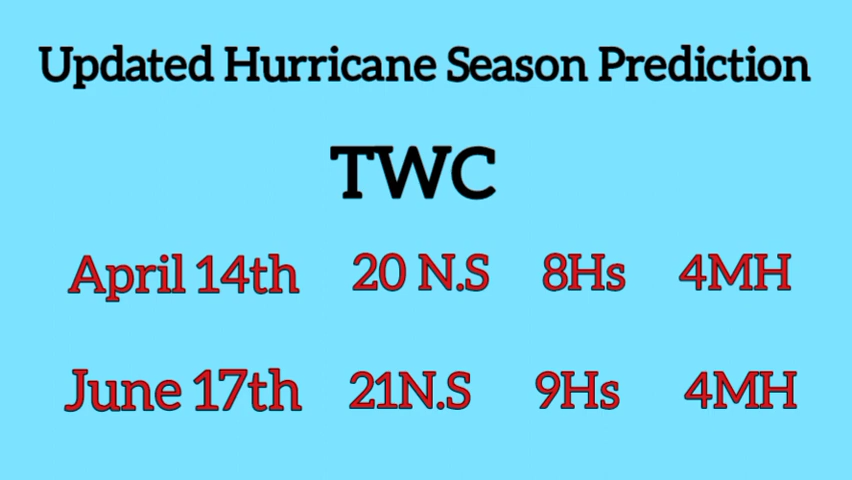 Updated Hurricane Season Prediction
TWC
April 14th 20 N.S 8Hs 4MH
June 17th 21N.S 9Hs 4MH